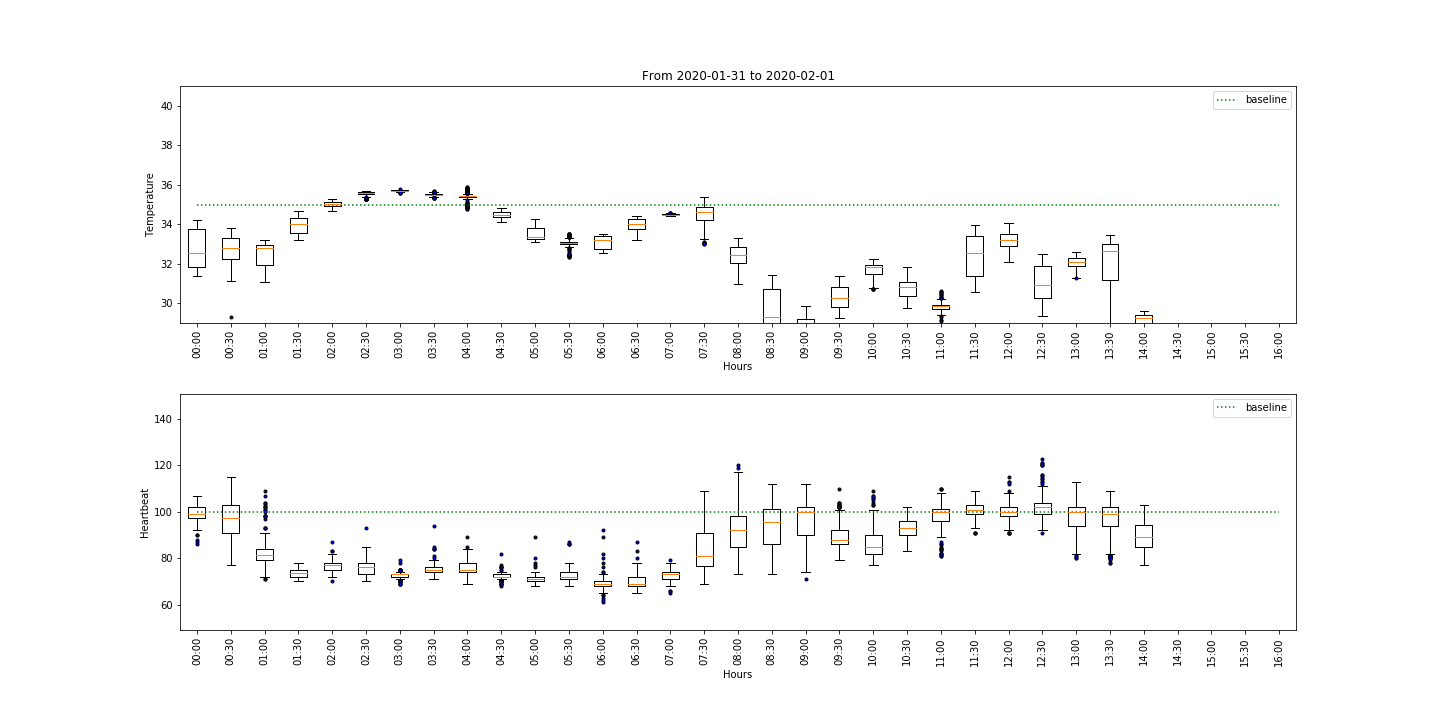 From 2020-01-31 to 2020-02-01
baseline
40
38
36
34
32
30
Temperature
00:00 00:30 01:00 01:30 02:00 02:30 03:00 03:30 04:00 04:30 05:00 05:30 06:00 06:30 07:00 07:30 08:00 08:30 09:00 09:30 10:00 10:30 11:00 11:30 12:00 12:30 13:00 13:30 14:00 14:30 15:00 15:30 16:00
Hours
baseline
140
120
100
80
60
Heartbeat
00:00 00:30 01:00 01:30 02:00 02:30 03:00 03:30 04:00 04:30 05:00 05:30 06:00 06:30 07:00 07:30 08:00 08:30 09:00 09:30 10:00 10:30 11:00 11:30 12:00 12:30 13:00 13:30 14:00 14:30 15:00 15:30 16:00
Hours